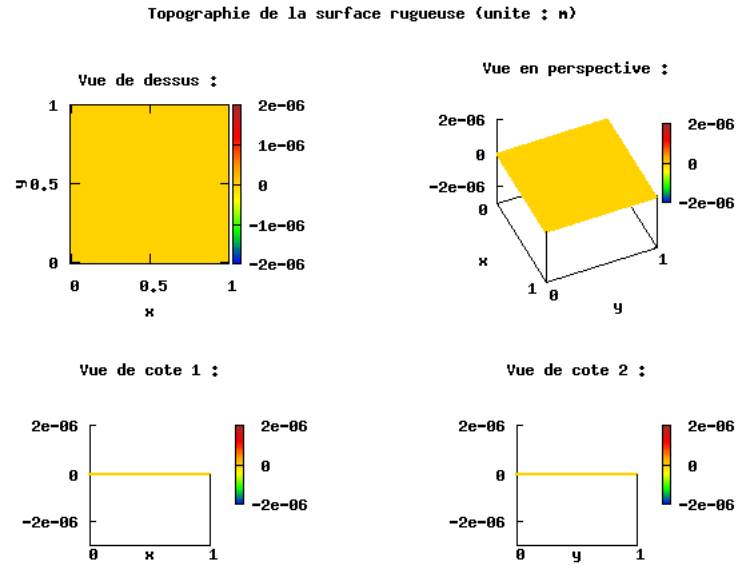 Topographie de la surface rugueuse (unite : m)
Vue de dessus :
1
y 0.5
0
0 0.5 1
x
2e-06
1e-06
0
-1e-06
-2e-06
Vue en perspective :
2e-06
0
-2e-06
0
x
1
0
y
1
2e-06
0
-2e-06
Vue de cote 1 :
2e-06
0
-2e-06
0 x 1
2e-06
0
-2e-06
Vue de cote 2 :
2e-06
0
-2e-06
0 y 1
2e-06
0
-2e-06